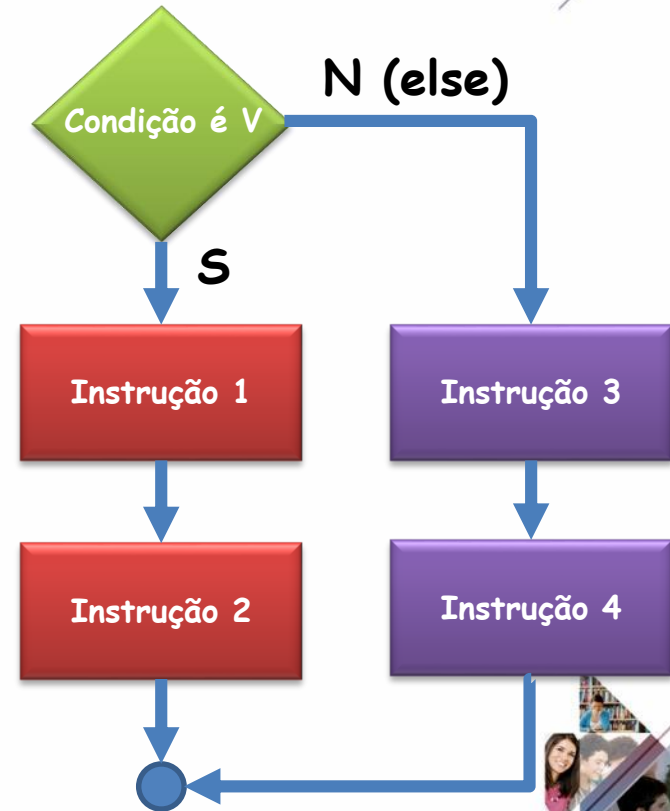 Condição é V
N (else)
S
Instrução 1
Instrução 2
Instrução 3
Instrução 4